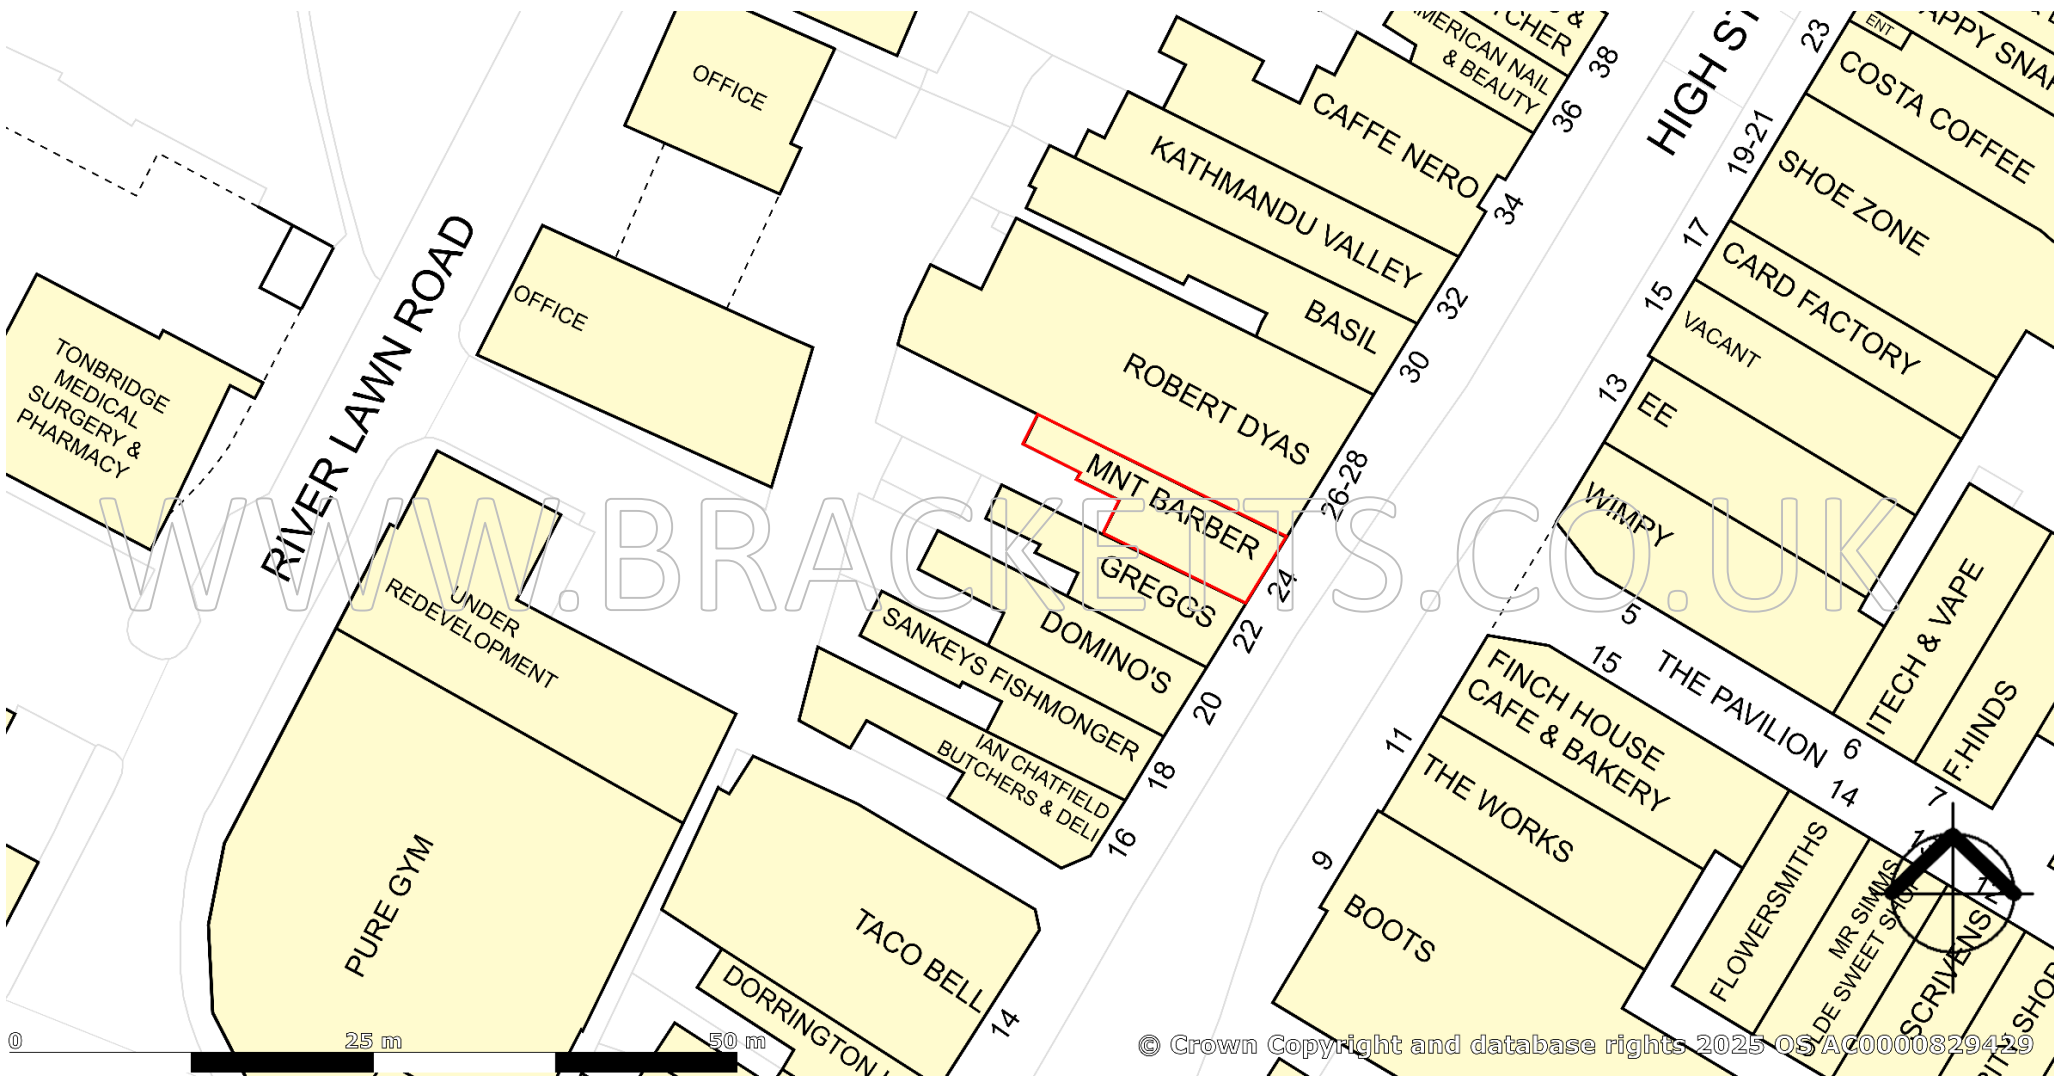 OFFICE
AMERICAN NAIL
& BEAUTY
38
36
HIGH
23
ENT
COSTA COFFEE
CAFFE NERO
34
19-21
SHOE ZONE
KATHMANDU VALLEY
32
17
CARD FACTORY
BASIL
30
15
VACANT
RIVER LAWN ROAD
OFFICE
TONBRIDGE
MEDICAL
SURGERY &
PHARMACY
ROBERT DYAS
26-28
13
EE
MNT BARBER
24
WIMPY
WWW.BRACKETTS.CO.UK
GREGGS
22
5
UNDER
REDEVELOPMENT
DOMINO'S
20
15
THE PAVILION
6
14
7
ITECH & VAPE
F.HINDS
SANKEYS FISHMONGER
18
11
FINCH HOUSE
CAFE & BAKERY
IAN CHATFIELD
BUTCHERS & DELI
16
THE WORKS
9
BOOTS
PURE GYM
TACO BELL
14
DORRINGTON
FLOWERSMITHS
MR SIMMS
OLDE SWEET SHOP
12
SCRIVENS
0
25 m
50 m
© Crown Copyright and database rights 2025 OS AC0000829429